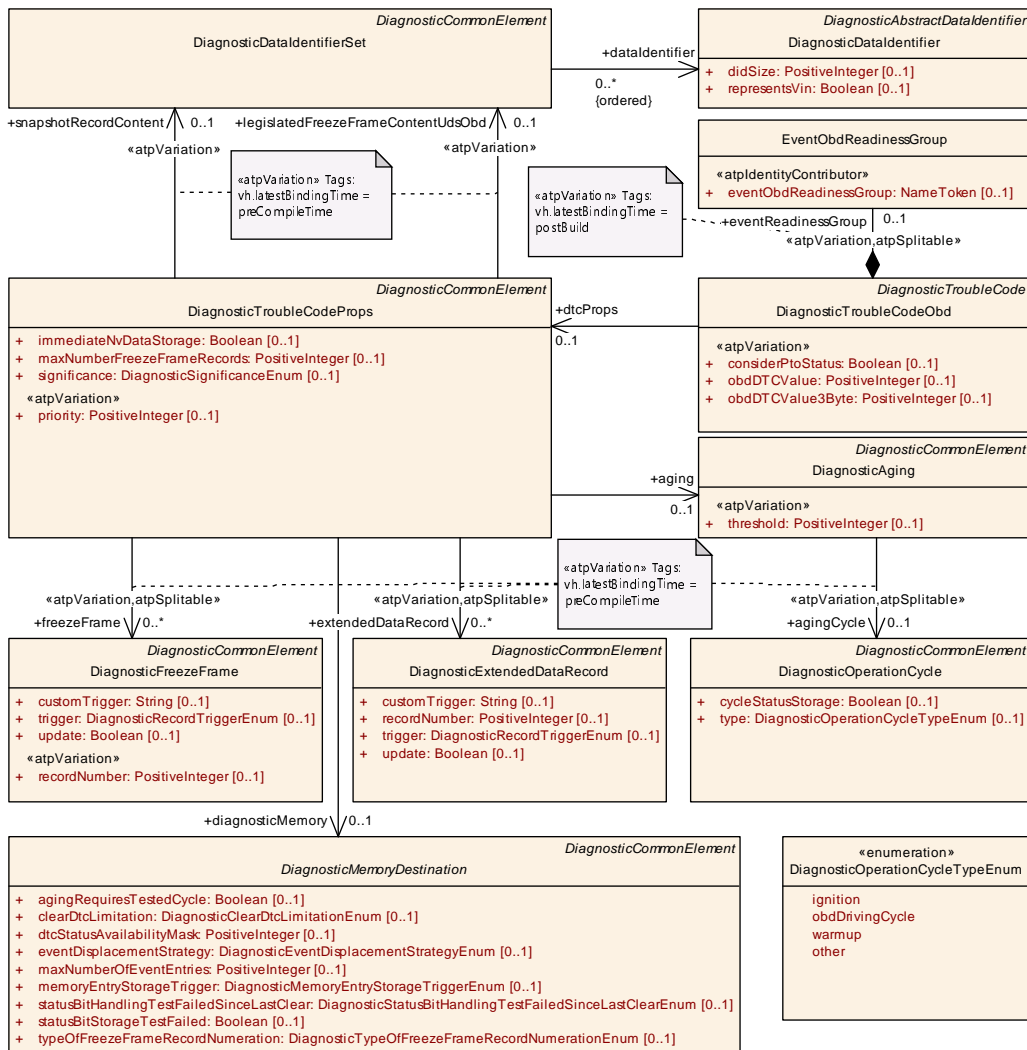 DiagnosticCommonElement
DiagnosticDataIdentifierSet
DiagnosticAbstractDataIdentifier
DiagnosticDataIdentifier
+ didSize: PositiveInteger [0..1]
+ representsVin: Boolean [0..1]
+dataIdentifier
0..*
{ordered}
+snapshotRecordContent
0..1
«atpVariation»
+legislatedFreezeFrameContentUdsObd
0..1
«atpVariation»
«atpVariation» Tags:
vh.latestBindingTime =
preCompileTime
«atpVariation» Tags:
vh.latestBindingTime =
postBuild
EventObdReadinessGroup
«atpIdentityContributor»
+ eventObdReadinessGroup: NameToken [0..1]
+eventReadinessGroup
0..1
«atpVariation,atpSplitable»
DiagnosticCommonElement
DiagnosticTroubleCodeProps
+ immediateNvDataStorage: Boolean [0..1]
+ maxNumberFreezeFrameRecords: PositiveInteger [0..1]
+ significance: DiagnosticSignificanceEnum [0..1]
«atpVariation»
+ priority: PositiveInteger [0..1]
+dtcProps
0..1
DiagnosticTroubleCode
DiagnosticTroubleCodeObd
«atpVariation»
+ considerPtoStatus: Boolean [0..1]
+ obdDTCValue: PositiveInteger [0..1]
+ obdDTCValue3Byte: PositiveInteger [0..1]
+aging
0..1
DiagnosticCommonElement
DiagnosticAging
«atpVariation»
+ threshold: PositiveInteger [0..1]
«atpVariation» Tags:
vh.latestBindingTime =
preCompileTime
«atpVariation,atpSplitable»
+freezeFrame
0..*
«atpVariation,atpSplitable»
+extendedDataRecord
0..*
«atpVariation,atpSplitable»
+agingCycle
0..1
DiagnosticCommonElement
DiagnosticFreezeFrame
+ customTrigger: String [0..1]
+ trigger: DiagnosticRecordTriggerEnum [0..1]
+ update: Boolean [0..1]
«atpVariation»
+ recordNumber: PositiveInteger [0..1]
DiagnosticCommonElement
DiagnosticExtendedDataRecord
+ customTrigger: String [0..1]
+ recordNumber: PositiveInteger [0..1]
+ trigger: DiagnosticRecordTriggerEnum [0..1]
+ update: Boolean [0..1]
DiagnosticCommonElement
DiagnosticOperationCycle
+ cycleStatusStorage: Boolean [0..1]
+ type: DiagnosticOperationCycleTypeEnum [0..1]
+diagnosticMemory
0..1
DiagnosticCommonElement
DiagnosticMemoryDestination
+ agingRequiresTestedCycle: Boolean [0..1]
+ clearDtcLimitation: DiagnosticClearDtcLimitationEnum [0..1]
+ dtcStatusAvailabilityMask: PositiveInteger [0..1]
+ eventDisplacementStrategy: DiagnosticEventDisplacementStrategyEnum [0..1]
+ maxNumberOfEventEntries: PositiveInteger [0..1]
+ memoryEntryStorageTrigger: DiagnosticMemoryEntryStorageTriggerEnum [0..1]
+ statusBitHandlingTestFailedSinceLastClear: DiagnosticStatusBitHandlingTestFailedSinceLastClearEnum [0..1]
+ statusBitStorageTestFailed: Boolean [0..1]
+ typeOfFreezeFrameRecordNumeration: DiagnosticTypeOfFreezeFrameRecordNumerationEnum [0..1]
«enumeration»
DiagnosticOperationCycleTypeEnum
ignition
obdDrivingCycle
warmup
other